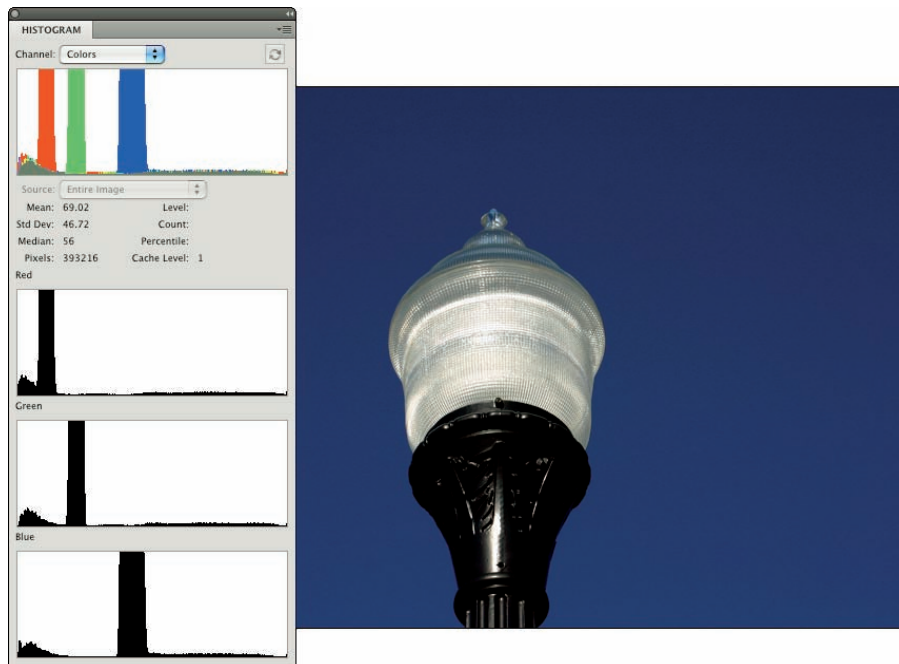 HISTOGRAM
Channel: Colors
Source: Entire Image
Mean: 69.02 Level:
Std Dev: 46.72 Count:
Median: 56 Percentile:
Pixels: 393216 Cache Level: 1
Red
Green
Blue